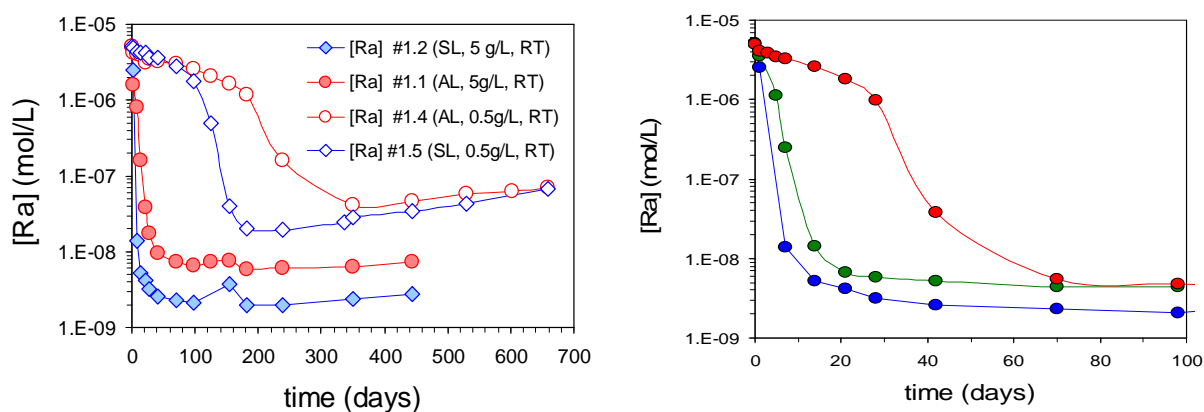 1.E-05
1.E-06
1.E-07
1.E-08
1.E-09
[Ra] (mol/L)
[Ra] #1.2 (SL, 5 g/L, RT)
[Ra] #1.1 (AL, 5g/L, RT)
[Ra] #1.4 (AL, 0.5g/L, RT)
[Ra] #1.5 (SL, 0.5g/L, RT)
0 100 200 300 400 500 600 700
time (days)
1.E-05
1.E-06
1.E-07
1.E-08
1.E-09
[Ra] (mol/L)
0 20 40 60 80 100
time (days)